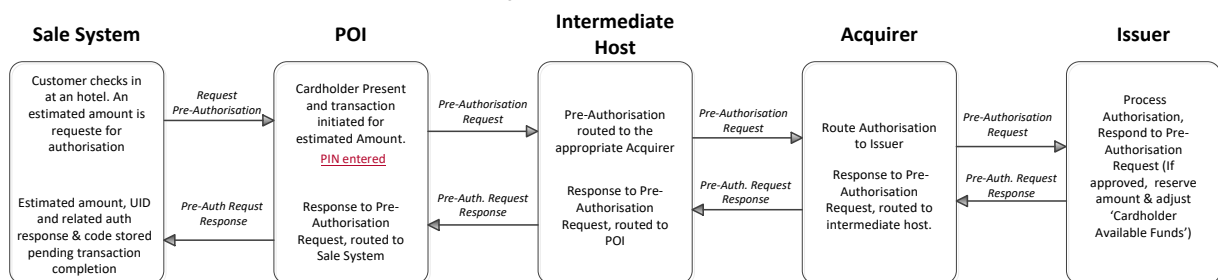 Sale System
POI
Intermediate
Host
Acquirer
Issuer
Customer checks in
at an hotel. An
estimated amount is
requeste for
authorisation
Estimated amount, UID
and related auth
response & code stored
pending transaction
completion
Request
Pre-Authorisation
Pre-Auth Requst
Response
Cardholder Present
and transaction
initiated for
estimated Amount.
PIN entered
Response to Pre-
Authorisation
Request, routed to
Sale System
Pre-Authorisation
Request
Pre-Auth. Request
Response
Pre-Authorisation
routed to the
appropriate Acquirer
Response to Pre-
Authorisation
Request, routed to
POI
Pre-Authorisation
Request
Pre-Auth. Request
Response
Route Authorisation
to Issuer
Response to Pre-
Authorisation
Request, routed to
intermediate host.
Pre-Authorisation
Request
Pre-Auth. Request
Response
Process
Authorisation,
Respond to Pre-
Authorisation
Request (If
approved, reserve
amount & adjust
‘Cardholder
Available Funds’)